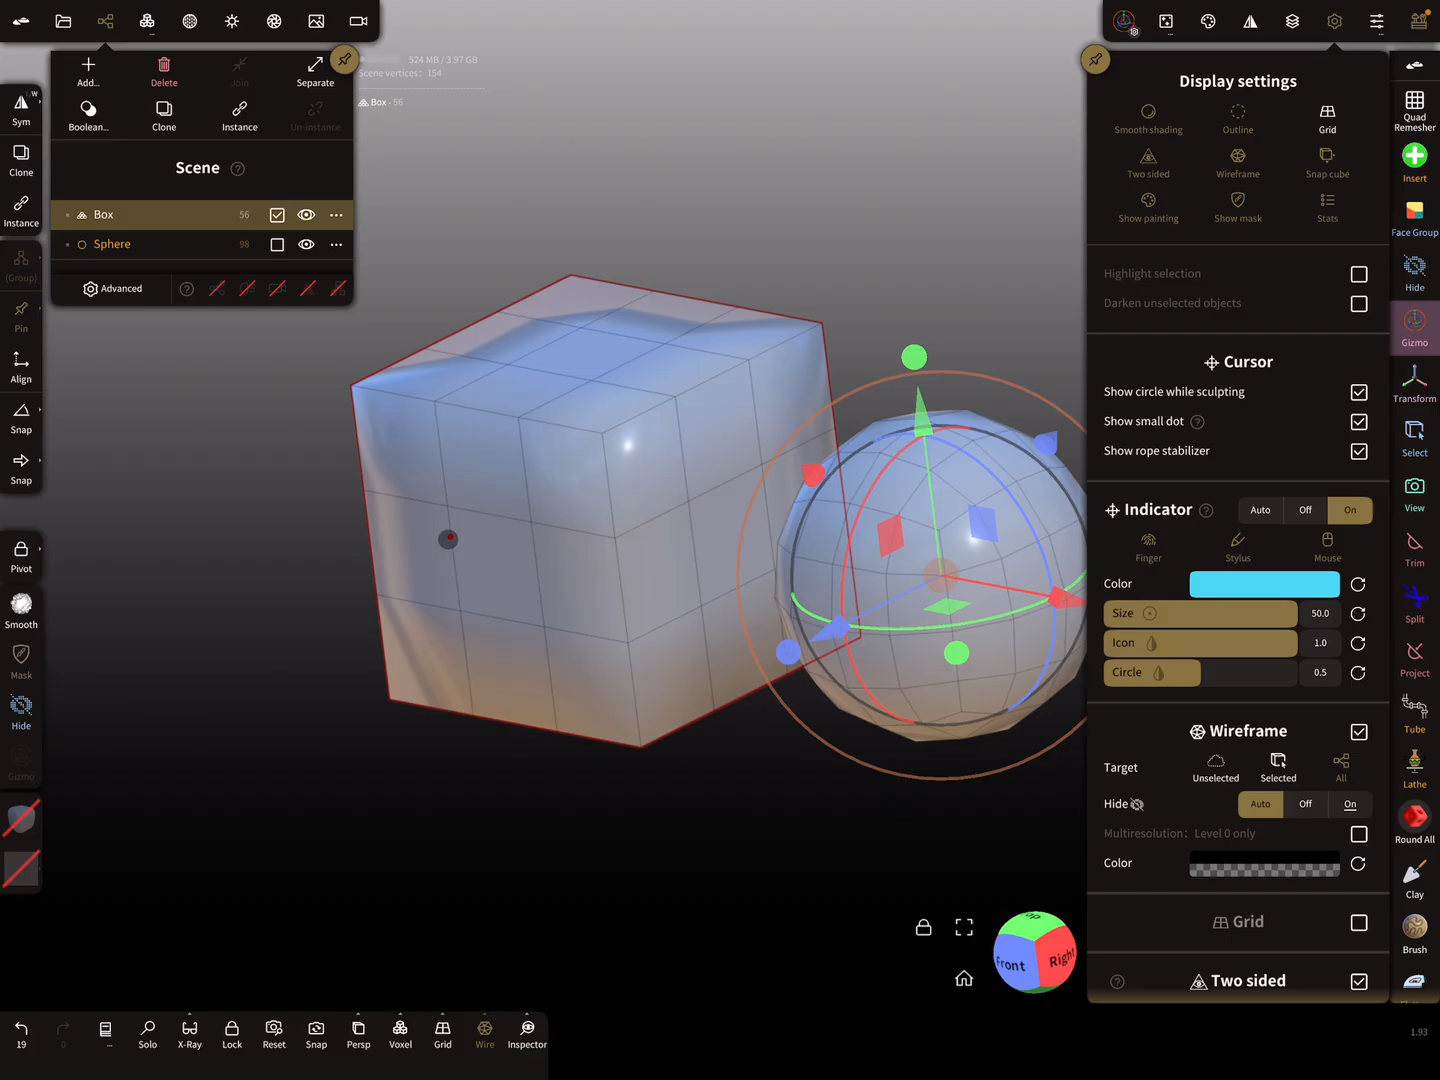 Add...
Delete
Join
Separate
Boolean...
Clone
Instance
Un-instance
Scene
Box 56
Sphere 98
Advanced
524 MB / 3.97 GB
Scene vertices: 154
Box - 56
Sym
Clone
Instance
(Group)
Pin
Align
Snap
Snap
Pivot
Smooth
Mask
Hide
Gizmo
Display settings
Smooth shading
Outline
Grid
Two sided
Wireframe
Snap cube
Show painting
Show mask
Stats
Highlight selection
Darken unselected objects
Cursor
Show circle while sculpting
Show small dot
Show rope stabilizer
Indicator
Auto
Off
On
Finger
Stylus
Mouse
Color
Size 50.0
Icon 1.0
Circle 0.5
Wireframe
Target
Unselected
Selected
All
Hide
Auto
Off
On
Multiresolution: Level 0 only
Color
Grid
Two sided
Quad
Remesher
Insert
Face Group
Hide
Gizmo
Transform
Select
View
Trim
Split
Project
Tube
Lathe
Round All
Clay
Brush
Front
Right
19
0
...
Solo
X-Ray
Lock
Reset
Snap
Persp
Voxel
Grid
Wire
Inspector
1.93